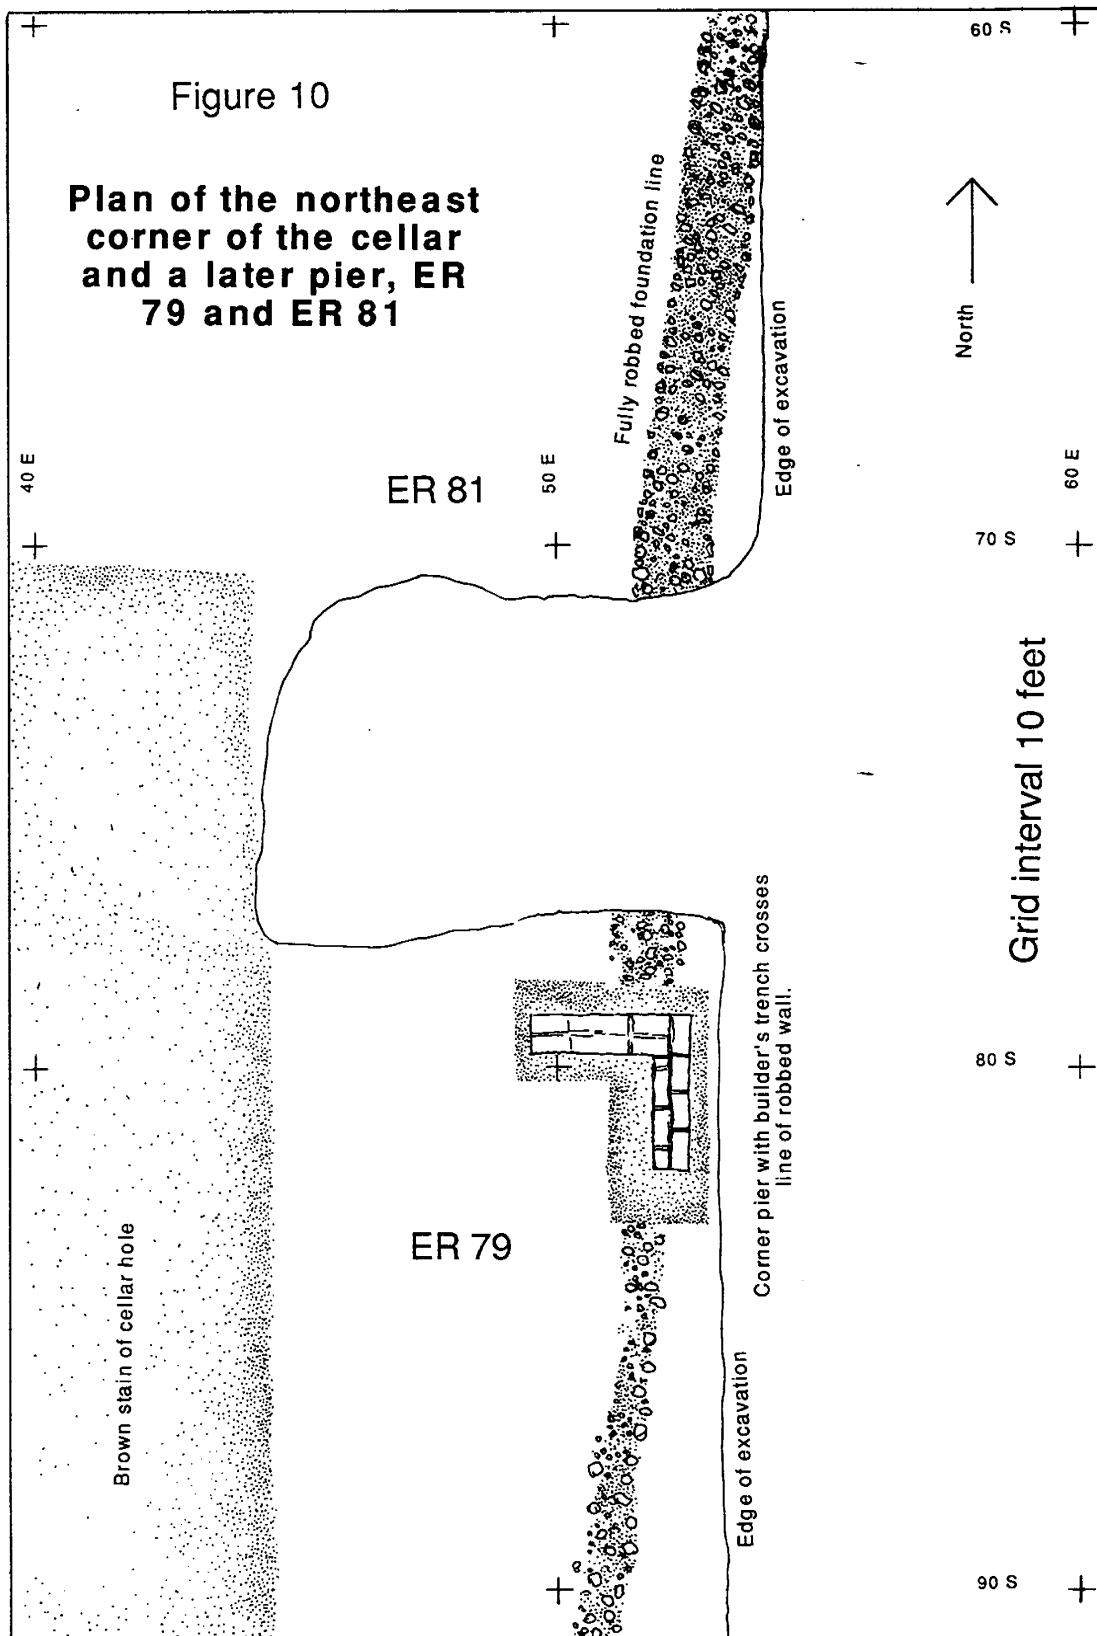 60 S
Figure 10
Plan of the northeast
corner of the cellar
and a later pier, ER
79 and ER 81
Fully robbed foundation line
North
Edge of excavation
40 E
50 E
60 E
ER 81
70 S
Grid interval 10 feet
Corner pier with builder's trench crosses
line of robbed wall.
80 S
ER 79
Brown stain of cellar hole
Edge of excavation
90 S